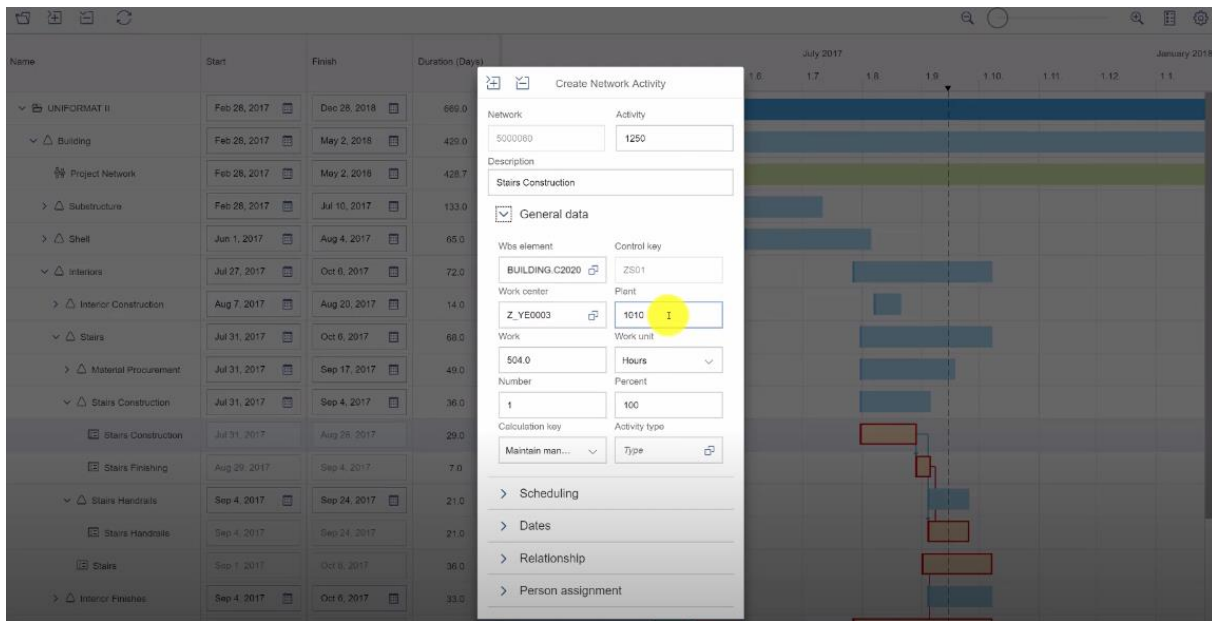 July 2017 January 2018
Name Start Finish Duration (Days)
1.6. 1.7 1.8 1.9 1.10. 1.11. 1.12 1.1.
Create Network Activity
Network Activity
5000060 1250
Description
Stairs Construction
General data
Wbs element Control key
BUILDING.C2020 ZS01
Work center Plant
Z_YE0003 1010
Work Work unit
504.0 Hours
Number Percent
1 100
Calculation key Activity type
Maintain man... Type
Scheduling
Dates
Relationship
Person assignment
UNIFORMAT II Feb 28, 2017 Dec 28, 2018 669.0
Building Feb 28, 2017 May 2, 2018 429.0
Project Network Feb 28, 2017 May 2, 2018 428.7
Substructure Feb 28, 2017 Jul 10, 2017 133.0
Shell Jun 1, 2017 Aug 4, 2017 65.0
Interiors Jul 27, 2017 Oct 6, 2017 72.0
Interior Construction Aug 7, 2017 Aug 20, 2017 14.0
Stairs Jul 31, 2017 Oct 6, 2017 68.0
Material Procurement Jul 31, 2017 Sep 17, 2017 49.0
Stairs Construction Jul 31, 2017 Sep 4, 2017 36.0
Stairs Construction Jul 31, 2017 Aug 28, 2017 29.0
Stairs Finishing Aug 29, 2017 Sep 4, 2017 7.0
Stairs Handrails Sep 4, 2017 Sep 24, 2017 21.0
Stairs Handrails Sep 4, 2017 Sep 24, 2017 21.0
Stairs Sep 1, 2017 Oct 6, 2017 36.0
Interior Finishes Sep 4, 2017 Oct 6, 2017 33.0